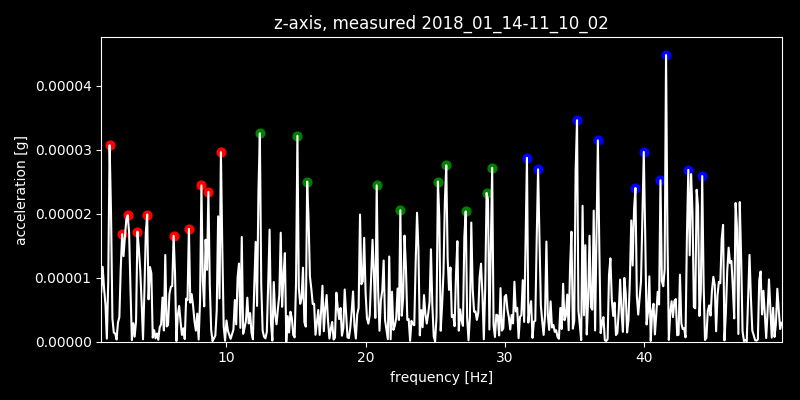 z-axis, measured 2018_01_14-11_10_02
0.00004
0.00003
0.00002
0.00001
0.00000
acceleration [g]
10 20 30 40
frequency [Hz]